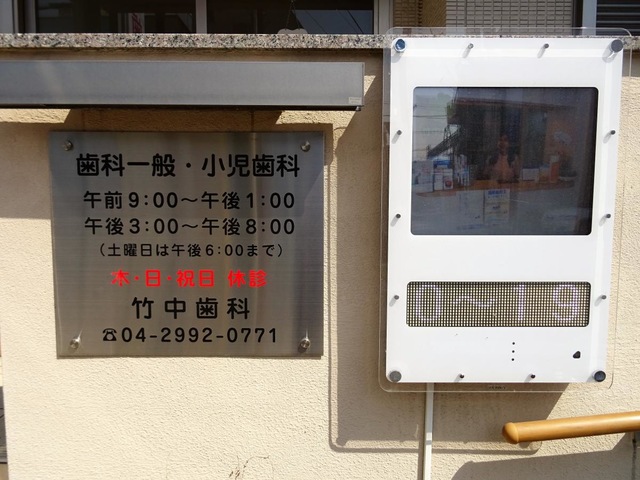 歯科一般・小児歯科
午前9:00～午後1:00
午後3:00～午後8:00
（土曜日は午後6:00まで）
木・日・祝日 休診
竹中歯科
☎04-2992-0771
0～19